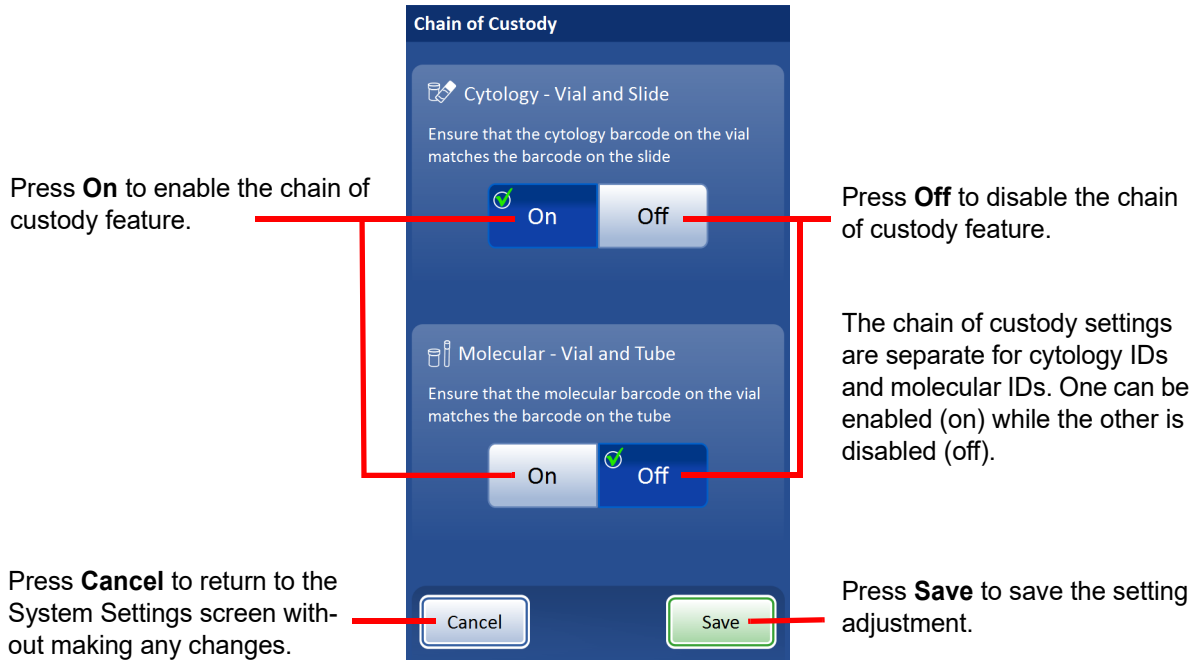 Chain of Custody
Cytology - Vial and Slide
Ensure that the cytology barcode on the vial
matches the barcode on the slide
On
Off
Press On to enable the chain of
custody feature.
Press Off to disable the chain
of custody feature.
The chain of custody settings
are separate for cytology IDs
and molecular IDs. One can be
enabled (on) while the other is
disabled (off).
Molecular - Vial and Tube
Ensure that the molecular barcode on the vial
matches the barcode on the tube
On
Off
Press Cancel to return to the
System Settings screen with-
out making any changes.
Cancel
Save
Press Save to save the setting
adjustment.